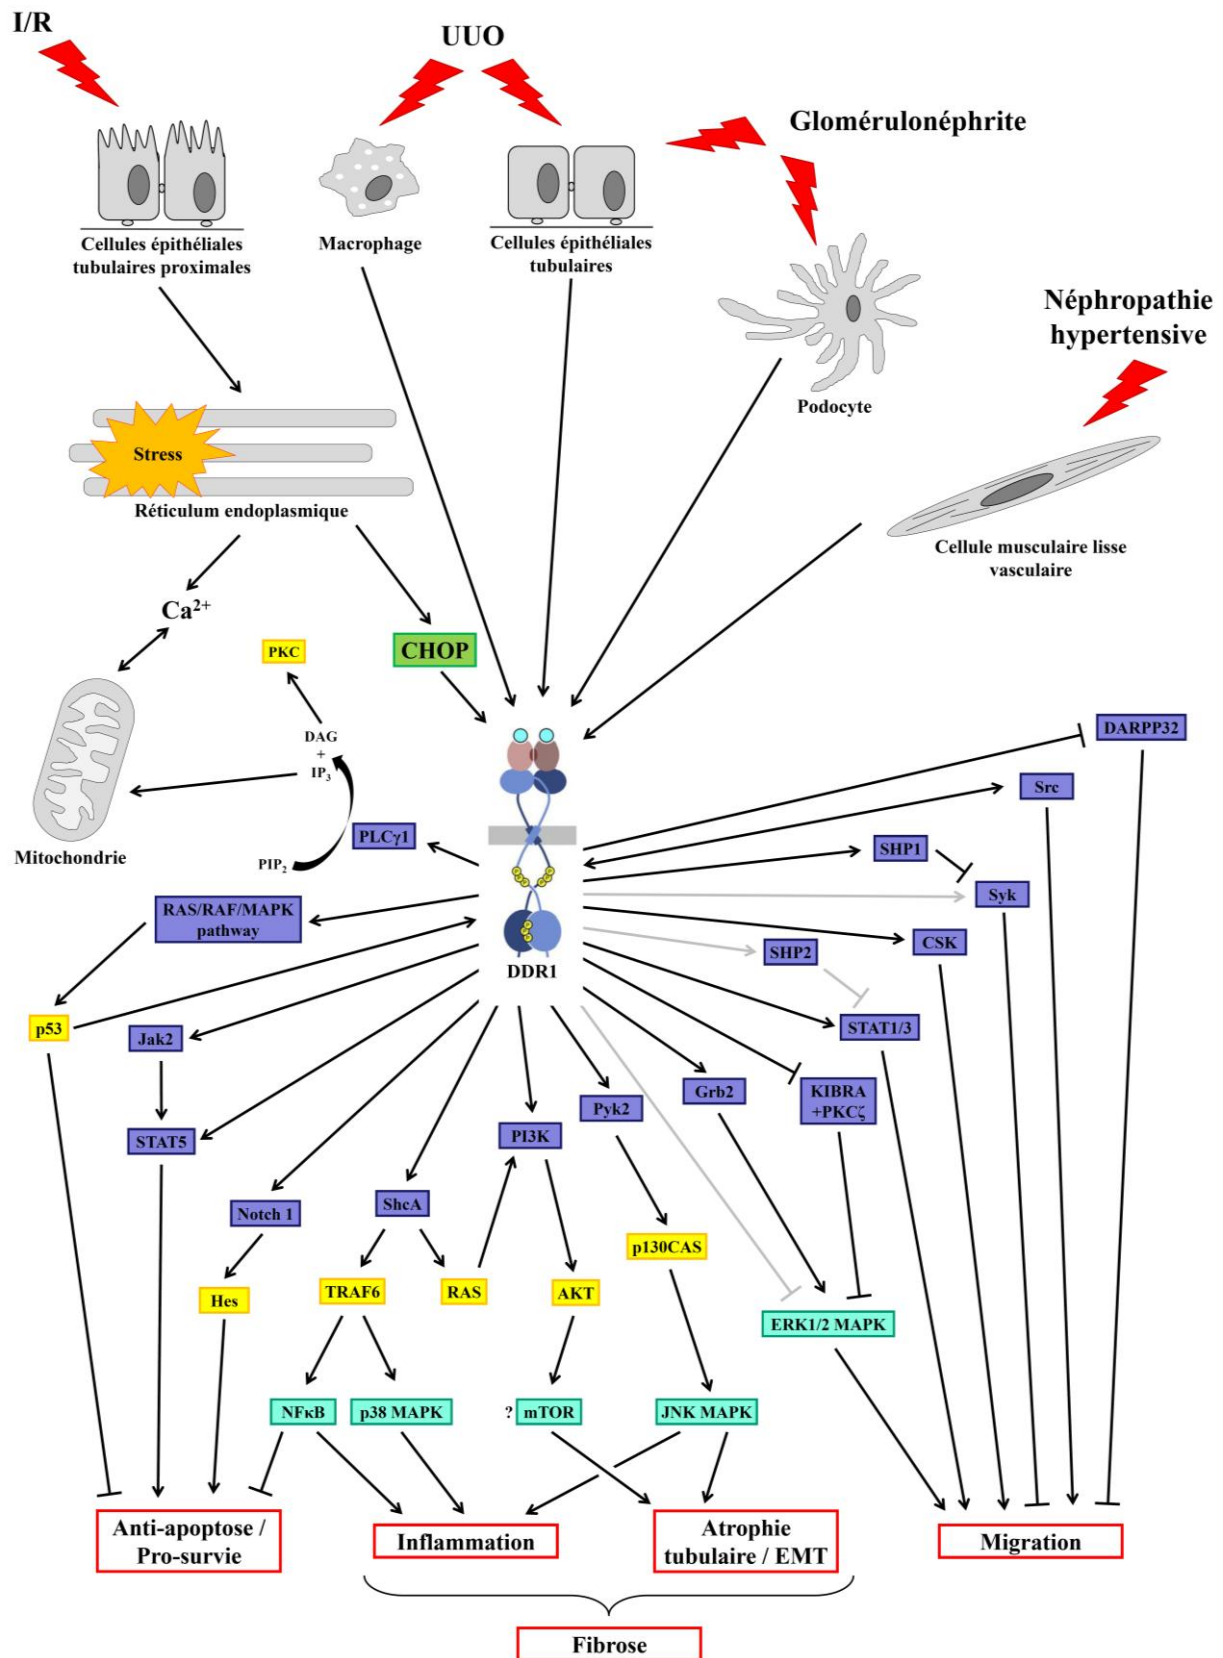 I/R
UUO
Glomérulonéphrite
Cellules épithéliales
tubulaires proximales
Macrophage
Cellules épithéliales
tubulaires
Néphropathie
hypertensive
Podocyte
Stress
Réticulum endoplasmique
Cellule musculaire lisse
vasculaire
Ca²⁺
PKC
CHOP
DAG
+
IP₃
DARPP32
Src
PLCγ1
SHP1
Mitochondrie
PIP₂
Syk
RAS/RAF/MAPK
pathway
CSK
SHP2
P
P
P
P
P
P
P
P
DDR1
p53
Jak2
STAT1/3
Grb2
KIBRA
+PKCζ
Pyk2
STAT5
PI3K
Notch 1
ShcA
p130CAS
Hes
TRAF6
RAS
AKT
ERK1/2 MAPK
NFκB
p38 MAPK
? mTOR
JNK MAPK
Anti-apoptose /
Pro-survie
Inflammation
Atrophie
tubulaire / EMT
Migration
Fibrose